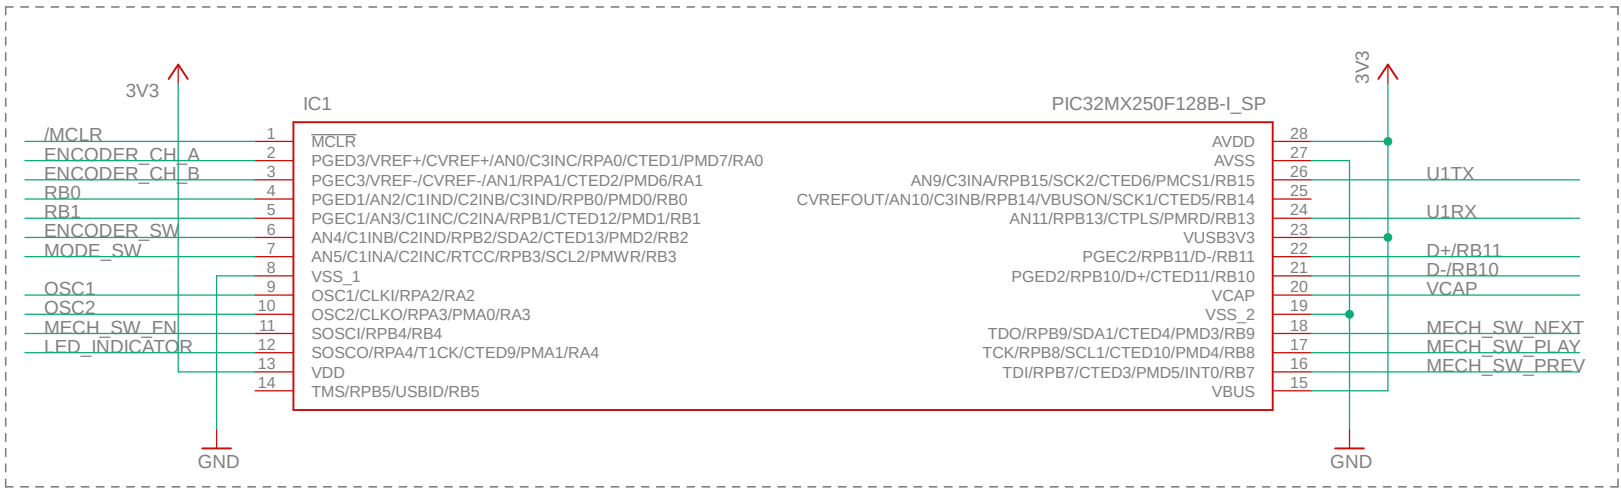 3V3
3V3
IC1
PIC32MX250F128B-I_SP
/MCLR 1 MCLR
ENCODER_CH_A 2 PGED3/VREF+/CVREF+/AN0/C3INC/RPA0/CTED1/PMD7/RA0
ENCODER_CH_B 3 PGEC3/VREF-/CVREF-/AN1/RPA1/CTED2/PMD6/RA1
RB0 4 PGED1/AN2/C1IND/C2INB/C3IND/RPB0/PMD0/RB0
RB1 5 PGEC1/AN3/C1INC/C2INA/RPB1/CTED12/PMD1/RB1
ENCODER_SW 6 AN4/C1INB/C2IND/RPB2/SDA2/CTED13/PMD2/RB2
MODE_SW 7 AN5/C1INA/C2INC/RTCC/RPB3/SCL2/PMWR/RB3
8 VSS_1
OSC1 9 OSC1/CLKI/RPA2/RA2
OSC2 10 OSC2/CLKO/RPA3/PMA0/RA3
MECH_SW_EN 11 SOSCI/RPB4/RB4
LED_INDICATOR 12 SOSCO/RPA4/T1CK/CTED9/PMA1/RA4
13 VDD
14 TMS/RPB5/USBID/RB5
AVDD 28
AVSS 27
AN9/C3INA/RPB15/SCK2/CTED6/PMCS1/RB15 26 U1TX
CVREFOUT/AN10/C3INB/RPB14/VBUSON/SCK1/CTED5/RB14 25
AN11/RPB13/CTPLS/PMRD/RB13 24 U1RX
VUSB3V3 23
PGEC2/RPB11/D-/RB11 22 D+/RB11
PGED2/RPB10/D+/CTED11/RB10 21 D-/RB10
VCAP 20 VCAP
VSS_2 19
TDO/RPB9/SDA1/CTED4/PMD3/RB9 18 MECH_SW_NEXT
TCK/RPB8/SCL1/CTED10/PMD4/RB8 17 MECH_SW_PLAY
TDI/RPB7/CTED3/PMD5/INT0/RB7 16 MECH_SW_PREV
VBUS 15
GND
GND